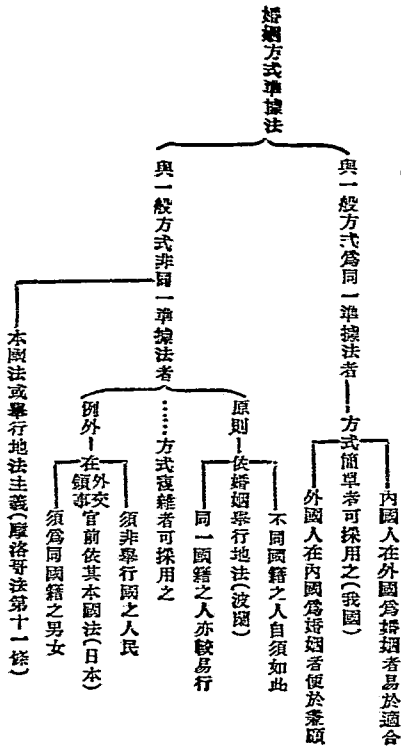 婚姻方式準據法
與一般方式爲同一準據法者—方式簡單者可採用之(我國)
內國人在外國爲婚姻者易於適合
外國人在內國爲婚姻者便於兼顧
與一般方式非同一準據法者
原則—依婚姻舉行地法(波蘭)
不同國籍之人自須如此
同一國籍之人亦較易行
……方式複雜者可採用之
例外—在外交領事官前依其本國法(日本)
須非舉行國之人民
須爲同國籍之男女
本國法或舉行地法主義(摩洛哥法第十一條)